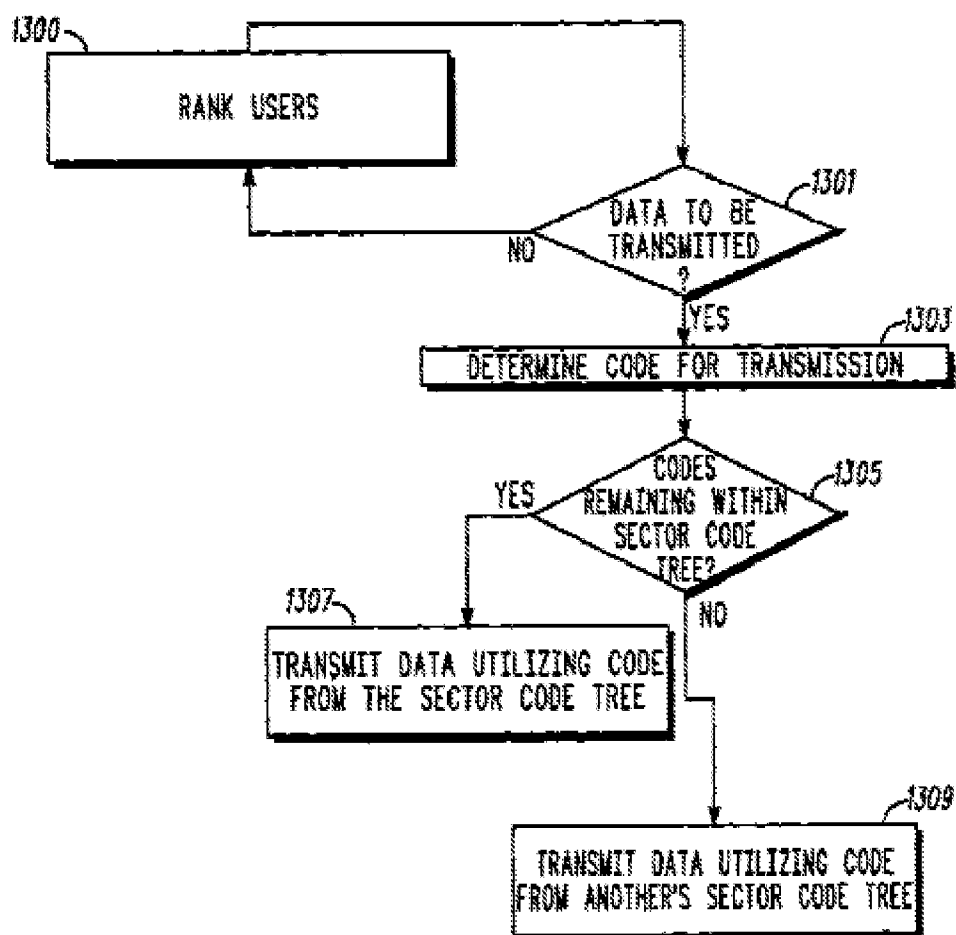 1300
RANK USERS
1301
DATA TO BE
TRANSMITTED
?
NO
YES
1303
DETERMINE CODE FOR TRANSMISSION
CODES
REMAINING WITHIN
SECTOR CODE
TREE?
1305
YES
NO
1307
TRANSMIT DATA UTILIZING CODE
FROM THE SECTOR CODE TREE
1309
TRANSMIT DATA UTILIZING CODE
FROM ANOTHER'S SECTOR CODE TREE